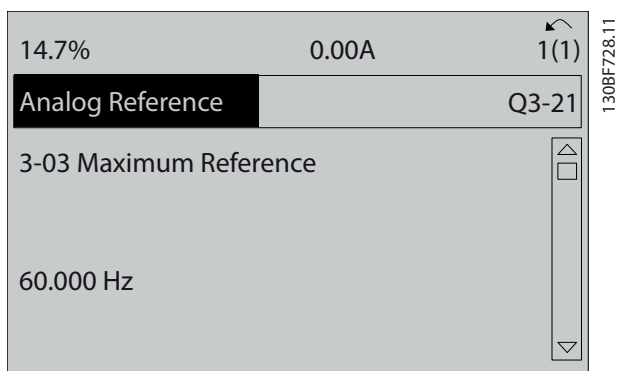 14.7% 0.00A 1(1)
Analog Reference Q3-21
3-03 Maximum Reference
60.000 Hz
130BF728.11